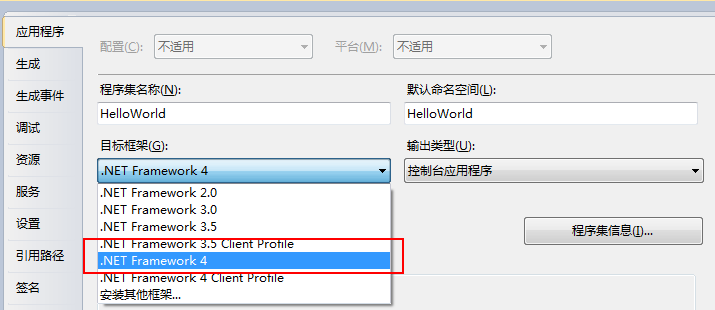 应用程序
生成
生成事件
调试
资源
服务
设置
引用路径
签名
配置(C): 不适用 平台(M): 不适用
程序集名称(N): 默认命名空间(L):
HelloWorld HelloWorld
目标框架(G): 输出类型(U):
.NET Framework 4 控制台应用程序
.NET Framework 2.0
.NET Framework 3.0
.NET Framework 3.5
.NET Framework 3.5 Client Profile
.NET Framework 4
.NET Framework 4 Client Profile
安装其他框架...
程序集信息(I)...